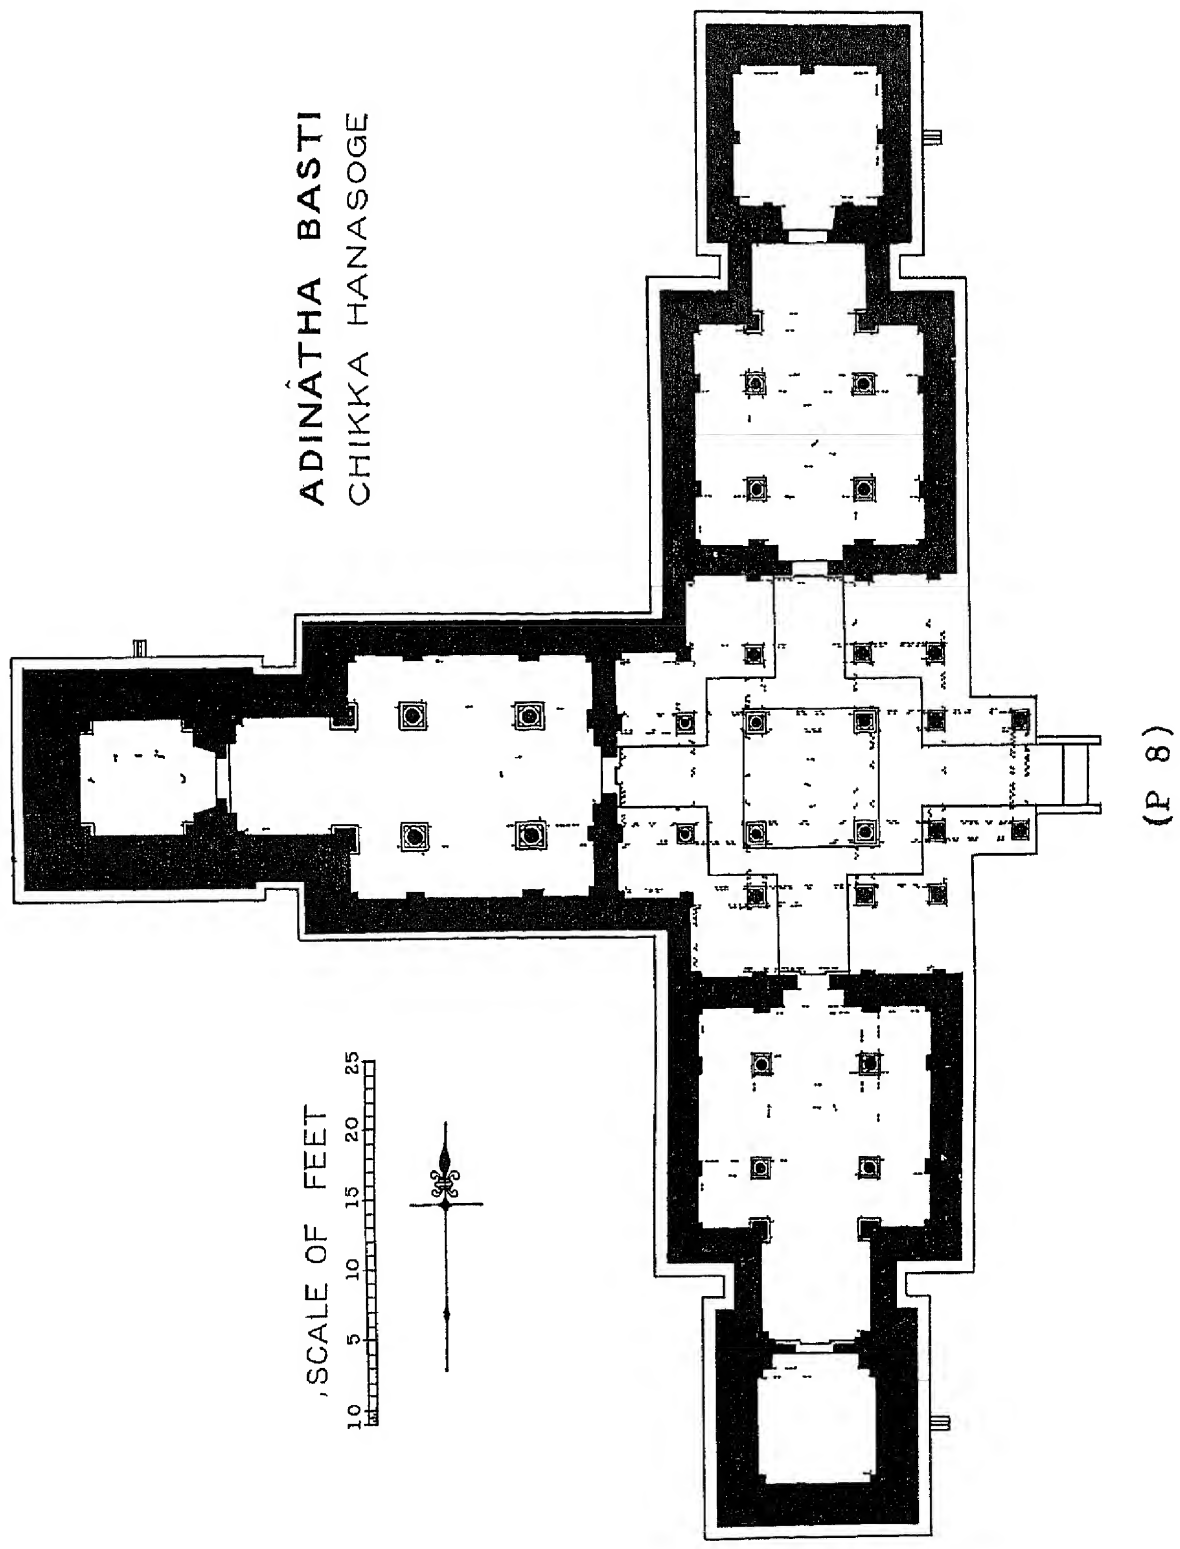 ADINÂTHA BASTI
CHIKKA HANASOGE
SCALE OF FEET
10 5 10 15 20 25
(P 8)